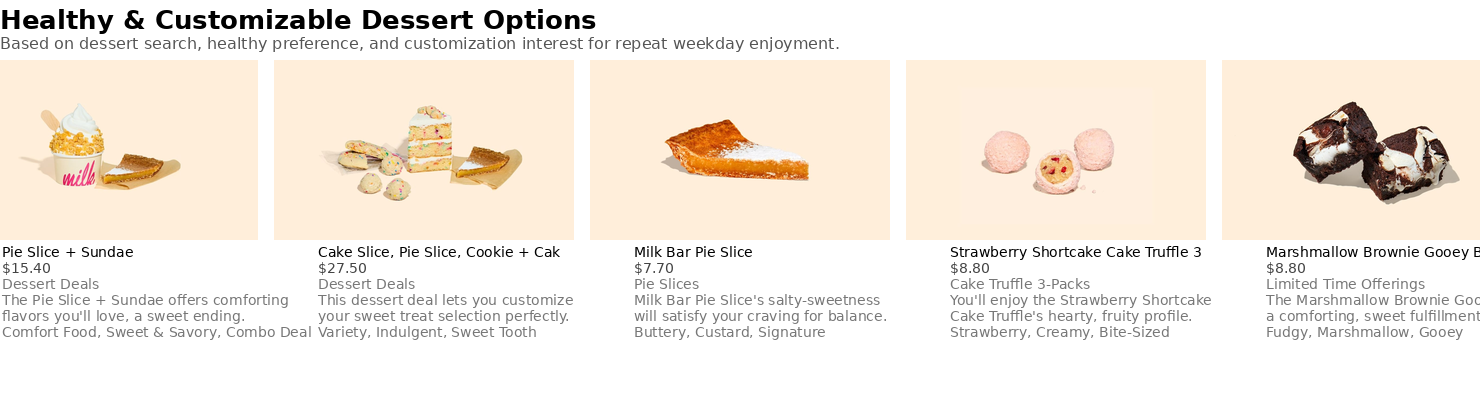 Healthy & Customizable Dessert Options
Based on dessert search, healthy preference, and customization interest for repeat weekday enjoyment.
milk
Pie Slice + Sundae
$15.40
Dessert Deals
The Pie Slice + Sundae offers comforting
flavors you'll love, a sweet ending.
Comfort Food, Sweet & Savory, Combo Deal
Cake Slice, Pie Slice, Cookie + Cak
$27.50
Dessert Deals
This dessert deal lets you customize
your sweet treat selection perfectly.
Variety, Indulgent, Sweet Tooth
Milk Bar Pie Slice
$7.70
Pie Slices
Milk Bar Pie Slice's salty-sweetness
will satisfy your craving for balance.
Buttery, Custard, Signature
Strawberry Shortcake Cake Truffle 3
$8.80
Cake Truffle 3-Packs
You'll enjoy the Strawberry Shortcake
Cake Truffle's hearty, fruity profile.
Strawberry, Creamy, Bite-Sized
Marshmallow Brownie Gooey B
$8.80
Limited Time Offerings
The Marshmallow Brownie Goo
a comforting, sweet fulfillment
Fudgy, Marshmallow, Gooey